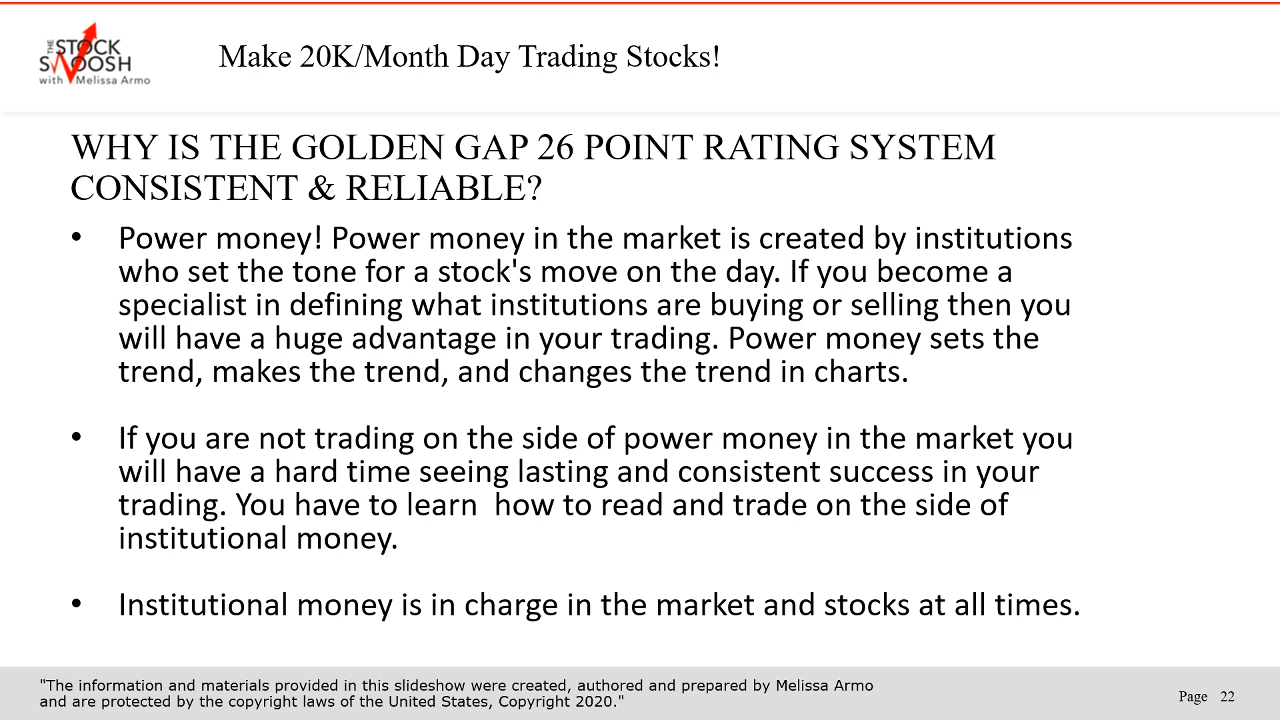 THE
STOCK
SWOOSH
with Melissa Armo
Make 20K/Month Day Trading Stocks!
WHY IS THE GOLDEN GAP 26 POINT RATING SYSTEM
CONSISTENT & RELIABLE?
• Power money! Power money in the market is created by institutions
who set the tone for a stock's move on the day. If you become a
specialist in defining what institutions are buying or selling then you
will have a huge advantage in your trading. Power money sets the
trend, makes the trend, and changes the trend in charts.
• If you are not trading on the side of power money in the market you
will have a hard time seeing lasting and consistent success in your
trading. You have to learn  how to read and trade on the side of
institutional money.
• Institutional money is in charge in the market and stocks at all times.
"The information and materials provided in this slideshow were created, authored and prepared by Melissa Armo
and are protected by the copyright laws of the United States, Copyright 2020."
Page 22